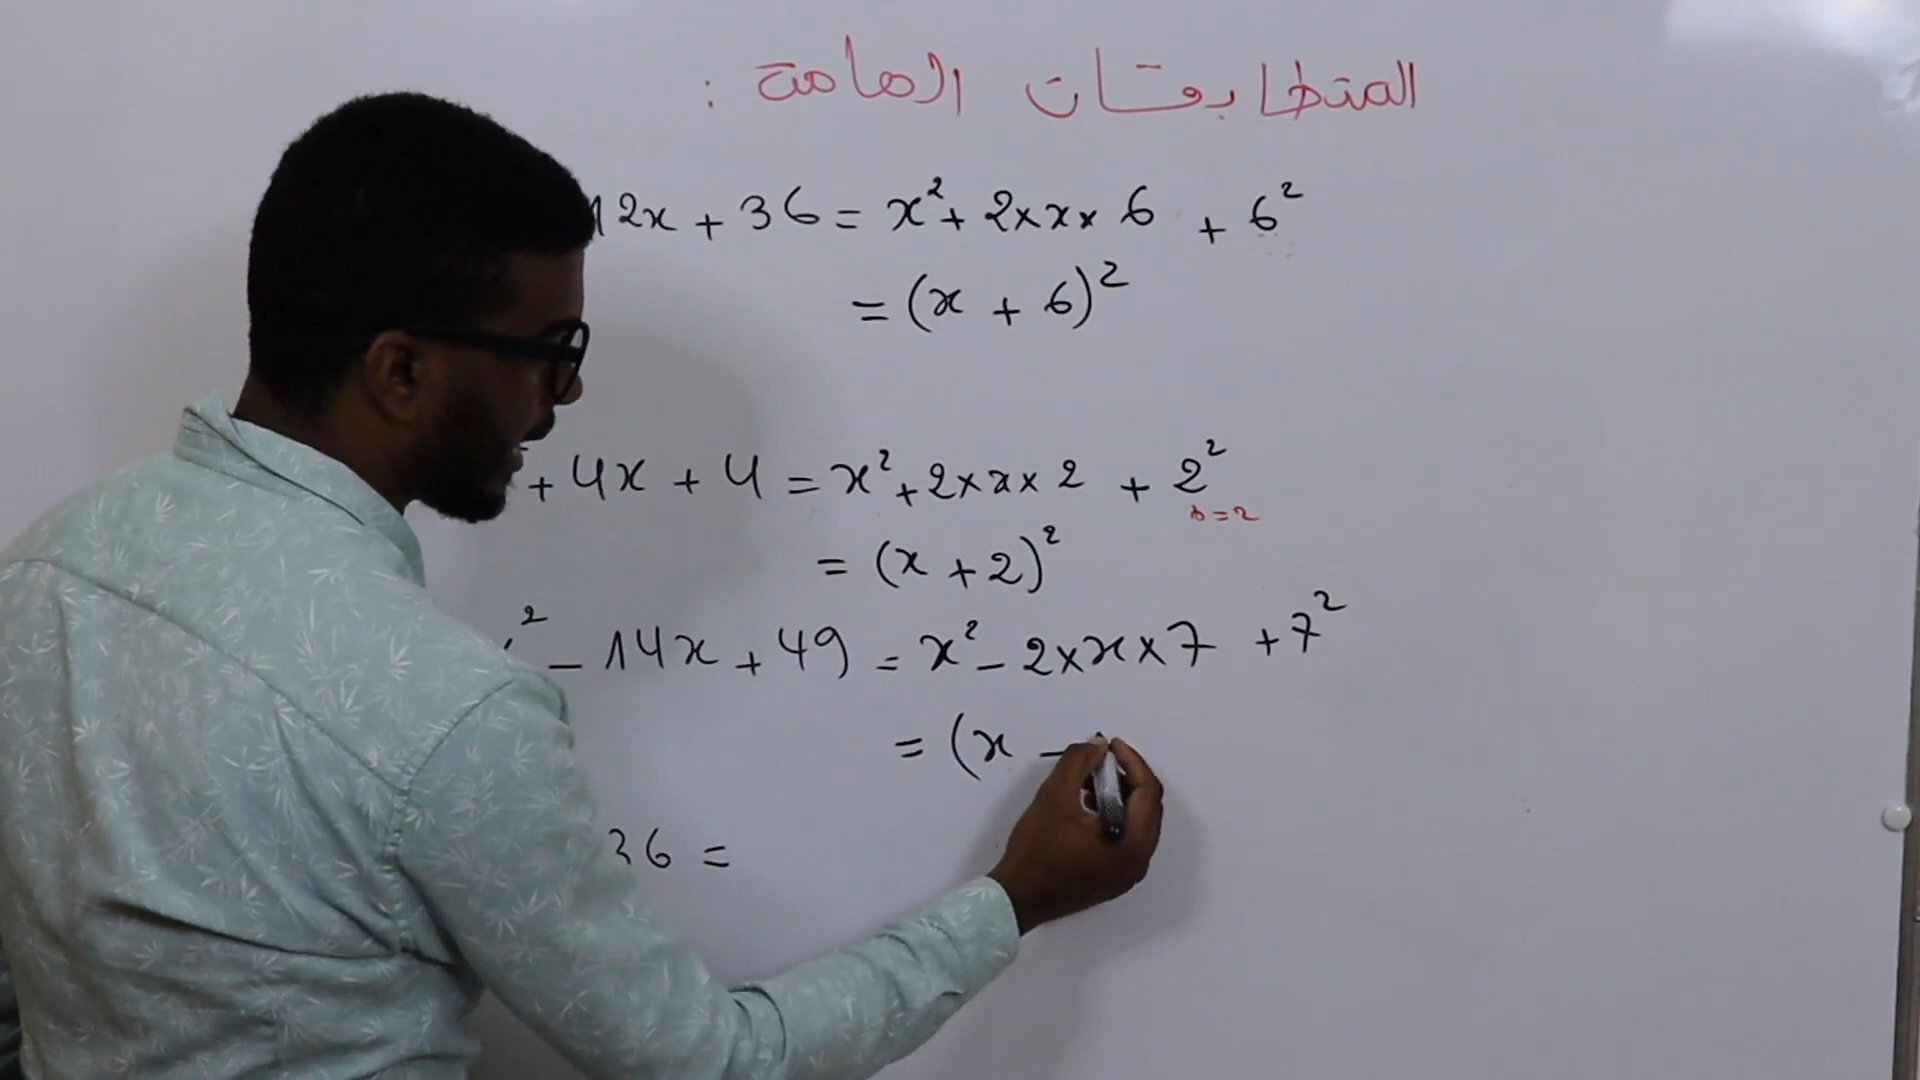 المتطابقات الهامة :
12x + 36 = x² + 2×x×6 + 6²
= (x + 6)²
+ 4x + 4 = x² + 2×x×2 + 2²
b=2
= (x + 2)²
² - 14x + 49 = x² - 2×x×7 + 7²
= (x -
36 =